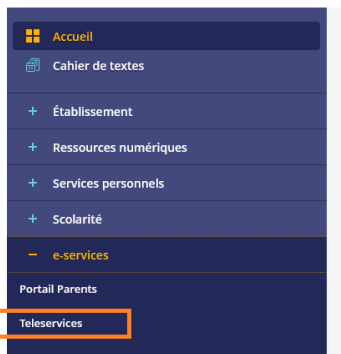 Accueil
Cahier de textes
Établissement
Ressources numériques
Services personnels
Scolarité
e-services
Portail Parents
Teleservices